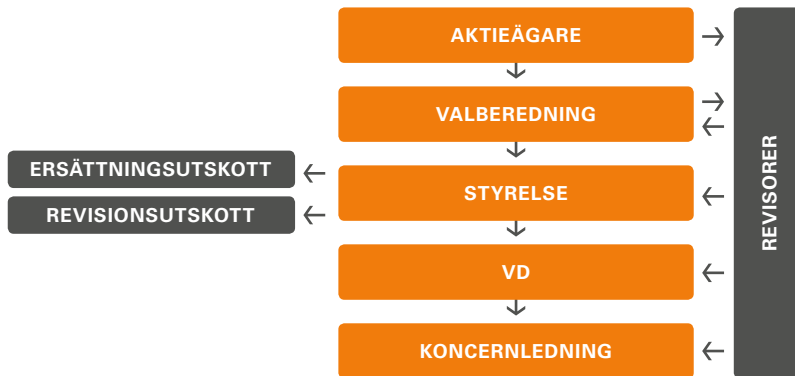 AKTIEÄGARE
VALBEREDNING
ERSÄTTNINGSUTSKOTT
REVISIONSUTSKOTT
STYRELSE
VD
KONCERNLEDNING
REVISORER